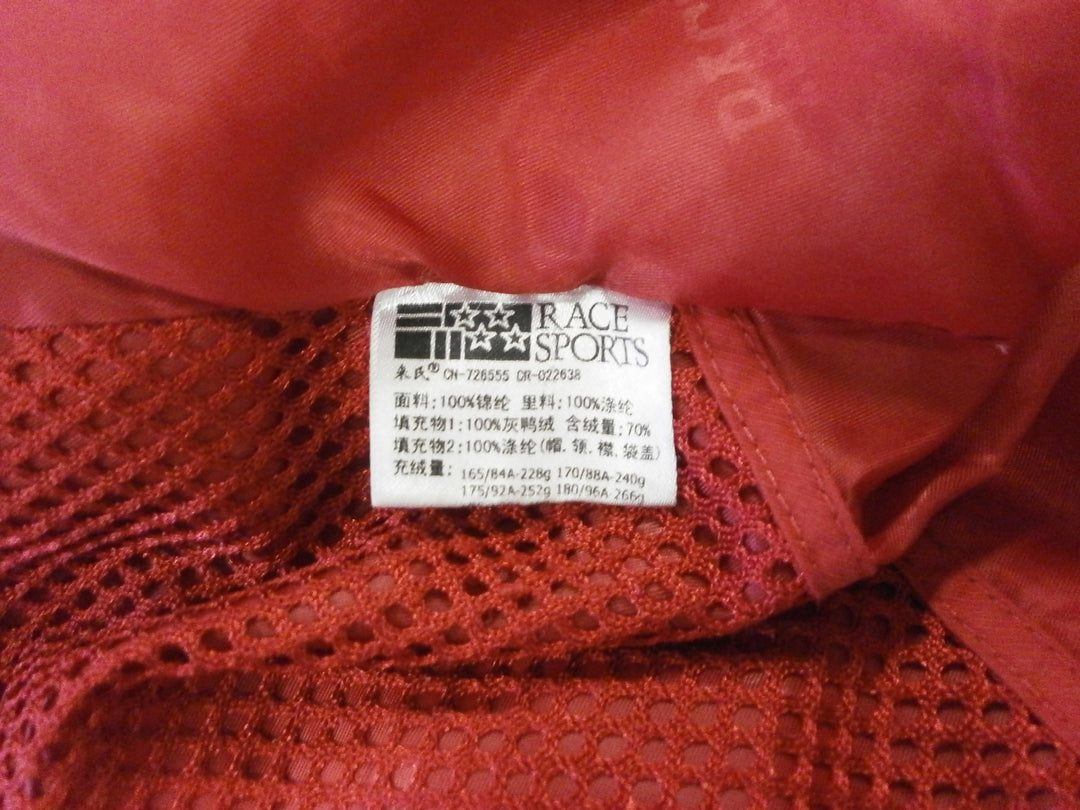 RACE
SPORTS
朱氏® CN-726555 CR-022638
面料:100%锦纶 里料:100%涤纶
填充物1:100%灰鸭绒 含绒量:70%
填充物2:100%涤纶(帽.领.襟.袋盖)
充绒量: 165/84A-228g 170/88A-240g
175/92A-252g 180/96A-266g